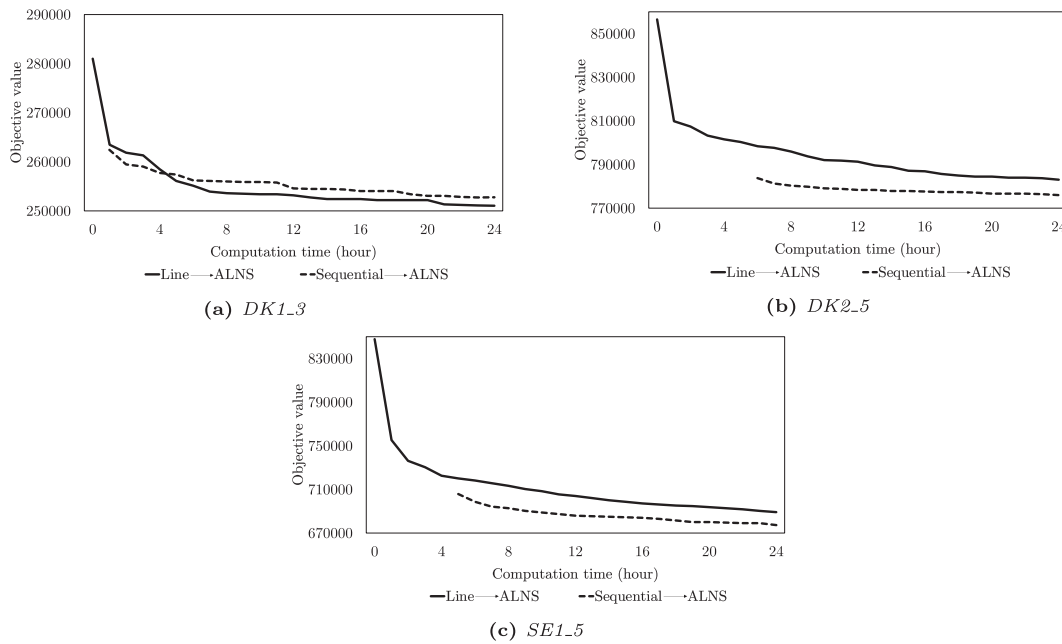 290000
280000
270000
260000
250000
Objective value
0 4 8 12 16 20 24
Computation time (hour)
Line→ALNS Sequential→ALNS
(a) DK1_3
850000
830000
810000
790000
770000
Objective value
0 4 8 12 16 20 24
Computation time (hour)
Line→ALNS Sequential→ALNS
(b) DK2_5
830000
790000
750000
710000
670000
Objective value
0 4 8 12 16 20 24
Computation time (hour)
Line→ALNS Sequential→ALNS
(c) SE1_5